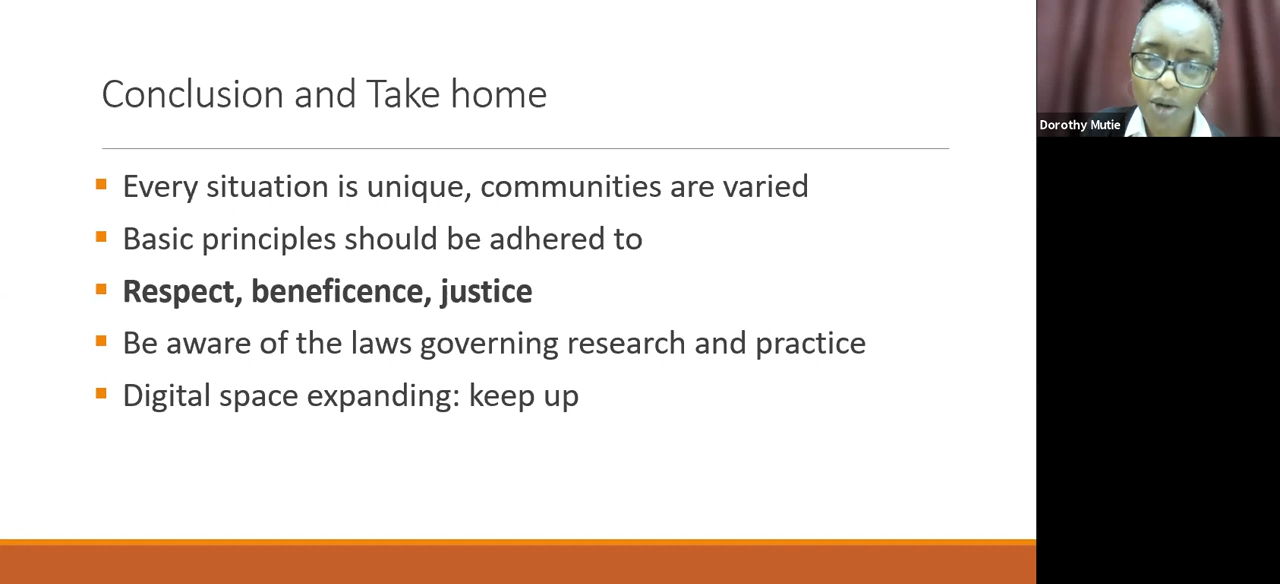 Conclusion and Take home
Every situation is unique, communities are varied
Basic principles should be adhered to
Respect, beneficence, justice
Be aware of the laws governing research and practice
Digital space expanding: keep up
Dorothy Mutie